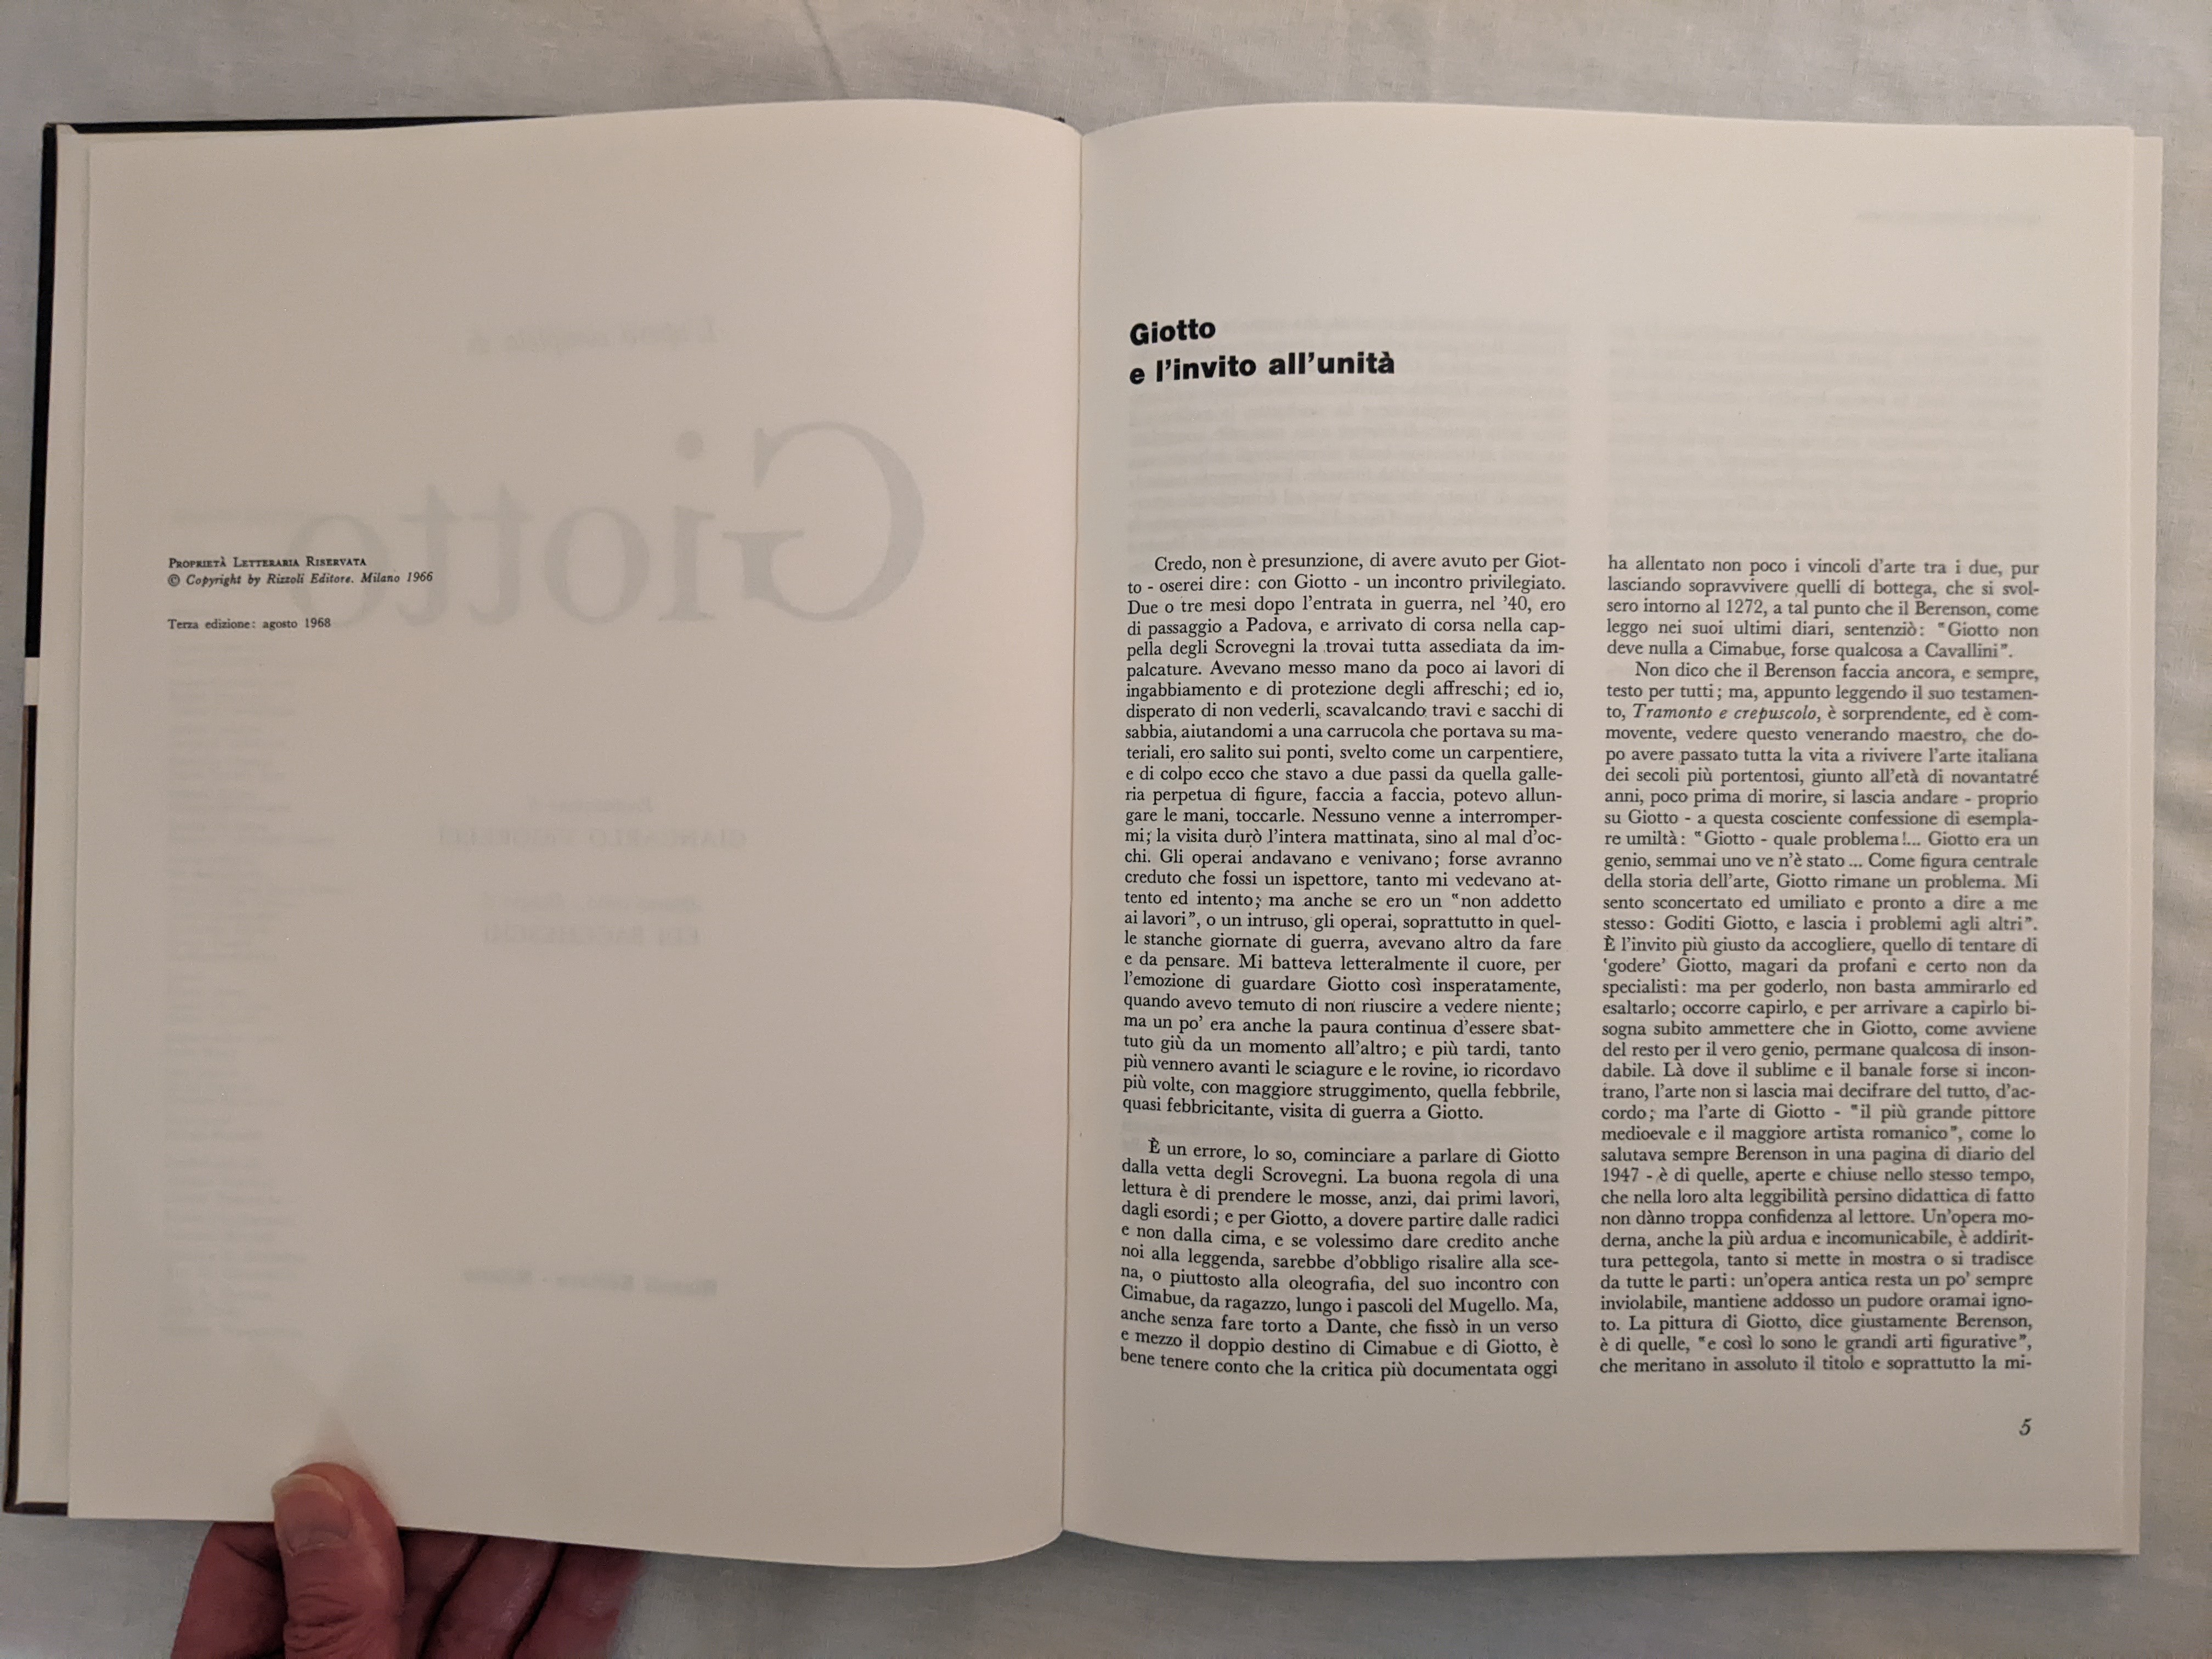 Proprietà Letteraria Riservata
© Copyright by Rizzoli Editore. Milano 1966
Terza edizione: agosto 1968
Giotto
Giotto
e l'invito all'unità
Credo, non è presunzione, di avere avuto per Giot-
to - oserei dire: con Giotto - un incontro privilegiato.
Due o tre mesi dopo l'entrata in guerra, nel '40, ero
di passaggio a Padova, e arrivato di corsa nella cap-
pella degli Scrovegni la trovai tutta assediata da im-
palcature. Avevano messo mano da poco ai lavori di
ingabbiamento e di protezione degli affreschi; ed io,
disperato di non vederli, scavalcando travi e sacchi di
sabbia, aiutandomi a una carrucola che portava su ma-
teriali, ero salito sui ponti, svelto come un carpentiere,
e di colpo ecco che stavo a due passi da quella galle-
ria perpetua di figure, faccia a faccia, potevo allun-
gare le mani, toccarle. Nessuno venne a interromper-
mi; la visita durò l'intera mattinata, sino al mal d'oc-
chi. Gli operai andavano e venivano; forse avranno
creduto che fossi un ispettore, tanto mi vedevano at-
tento ed intento; ma anche se ero un "non addetto
ai lavori", o un intruso, gli operai, soprattutto in quel-
le stanche giornate di guerra, avevano altro da fare
e da pensare. Mi batteva letteralmente il cuore, per
l'emozione di guardare Giotto così insperatamente,
quando avevo temuto di non riuscire a vedere niente;
ma un po' era anche la paura continua d'essere sbat-
tuto giù da un momento all'altro; e più tardi, tanto
più vennero avanti le sciagure e le rovine, io ricordavo
più volte, con maggiore struggimento, quella febbrile,
quasi febbricitante, visita di guerra a Giotto.
È un errore, lo so, cominciare a parlare di Giotto
dalla vetta degli Scrovegni. La buona regola di una
lettura è di prendere le mosse, anzi, dai primi lavori,
dagli esordi; e per Giotto, a dovere partire dalle radici
e non dalla cima, e se volessimo dare credito anche
noi alla leggenda, sarebbe d'obbligo risalire alla sce-
na, o piuttosto alla oleografia, del suo incontro con
Cimabue, da ragazzo, lungo i pascoli del Mugello. Ma,
anche senza fare torto a Dante, che fissò in un verso
e mezzo il doppio destino di Cimabue e di Giotto, è
bene tenere conto che la critica più documentata oggi
ha allentato non poco i vincoli d'arte tra i due, pur
lasciando sopravvivere quelli di bottega, che si svol-
sero intorno al 1272, a tal punto che il Berenson, come
leggo nei suoi ultimi diari, sentenziò: "Giotto non
deve nulla a Cimabue, forse qualcosa a Cavallini".
Non dico che il Berenson faccia ancora, e sempre,
testo per tutti; ma, appunto leggendo il suo testamen-
to, Tramonto e crepuscolo, è sorprendente, ed è com-
movente, vedere questo venerando maestro, che do-
po avere passato tutta la vita a rivivere l'arte italiana
dei secoli più portentosi, giunto all'età di novantatré
anni, poco prima di morire, si lascia andare - proprio
su Giotto - a questa cosciente confessione di esempla-
re umiltà: "Giotto - quale problema!... Giotto era un
genio, semmai uno ve n'è stato ... Come figura centrale
della storia dell'arte, Giotto rimane un problema. Mi
sento sconcertato ed umiliato e pronto a dire a me
stesso: Goditi Giotto, e lascia i problemi agli altri".
È l'invito più giusto da accogliere, quello di tentare di
'godere' Giotto, magari da profani e certo non da
specialisti: ma per goderlo, non basta ammirarlo ed
esaltarlo; occorre capirlo, e per arrivare a capirlo bi-
sogna subito ammettere che in Giotto, come avviene
del resto per il vero genio, permane qualcosa di inson-
dabile. Là dove il sublime e il banale forse si incon-
trano, l'arte non si lascia mai decifrare del tutto, d'ac-
cordo; ma l'arte di Giotto - "il più grande pittore
medioevale e il maggiore artista romanico", come lo
salutava sempre Berenson in una pagina di diario del
1947 - è di quelle, aperte e chiuse nello stesso tempo,
che nella loro alta leggibilità persino didattica di fatto
non dànno troppa confidenza al lettore. Un'opera mo-
derna, anche la più ardua e incomunicabile, è addirit-
tura pettegola, tanto si mette in mostra o si tradisce
da tutte le parti: un'opera antica resta un po' sempre
inviolabile, mantiene addosso un pudore oramai igno-
to. La pittura di Giotto, dice giustamente Berenson,
è di quelle, "e così lo sono le grandi arti figurative",
che meritano in assoluto il titolo e soprattutto la mi-
5